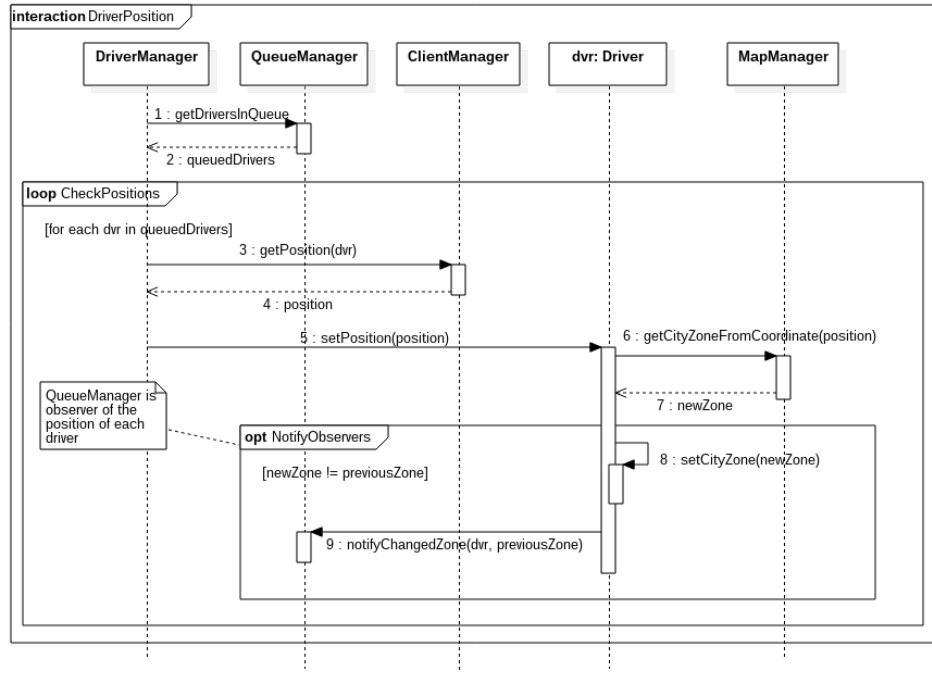 interaction DriverPosition
DriverManager
QueueManager
ClientManager
dvr: Driver
MapManager
1 : getDriversInQueue
2 : queuedDrivers
loop CheckPositions
[for each dvr in queuedDrivers]
3 : getPosition(dvr)
4 : position
5 : setPosition(position)
6 : getCityZoneFromCoordinate(position)
7 : newZone
QueueManager is
observer of the
position of each
driver
opt NotifyObservers
[newZone != previousZone]
8 : setCityZone(newZone)
9 : notifyChangedZone(dvr, previousZone)